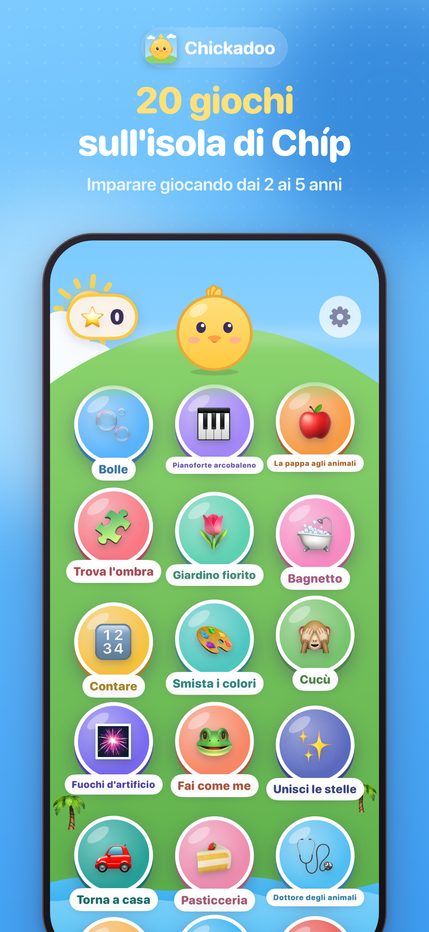 Chickadoo
20 giochi
sull'isola di Chíp
Imparare giocando dai 2 ai 5 anni
0
Bolle
Pianoforte arcobaleno
La pappa agli animali
Trova l'ombra
Giardino fiorito
Bagnetto
1 2
3 4
Contare
Smista i colori
Cucù
Fuochi d'artificio
Fai come me
Unisci le stelle
Torna a casa
Pasticceria
Dottore degli animali